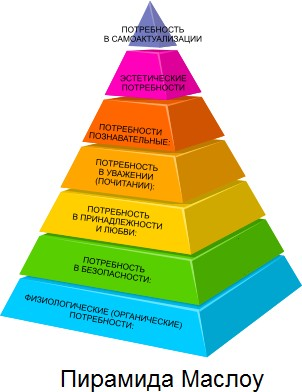 ПОТРЕБНОСТЬ
В САМОАКТУАЛИЗАЦИИ
ЭСТЕТИЧЕСКИЕ
ПОТРЕБНОСТИ
ПОТРЕБНОСТИ
ПОЗНАВАТЕЛЬНЫЕ:
ПОТРЕБНОСТЬ
В УВАЖЕНИИ
(ПОЧИТАНИИ):
ПОТРЕБНОСТЬ
В ПРИНАДЛЕЖНОСТИ
И ЛЮБВИ:
ПОТРЕБНОСТЬ
В БЕЗОПАСНОСТИ:
ФИЗИОЛОГИЧЕСКИЕ (ОРГАНИЧЕСКИЕ)
ПОТРЕБНОСТИ:
Пирамида Маслоу